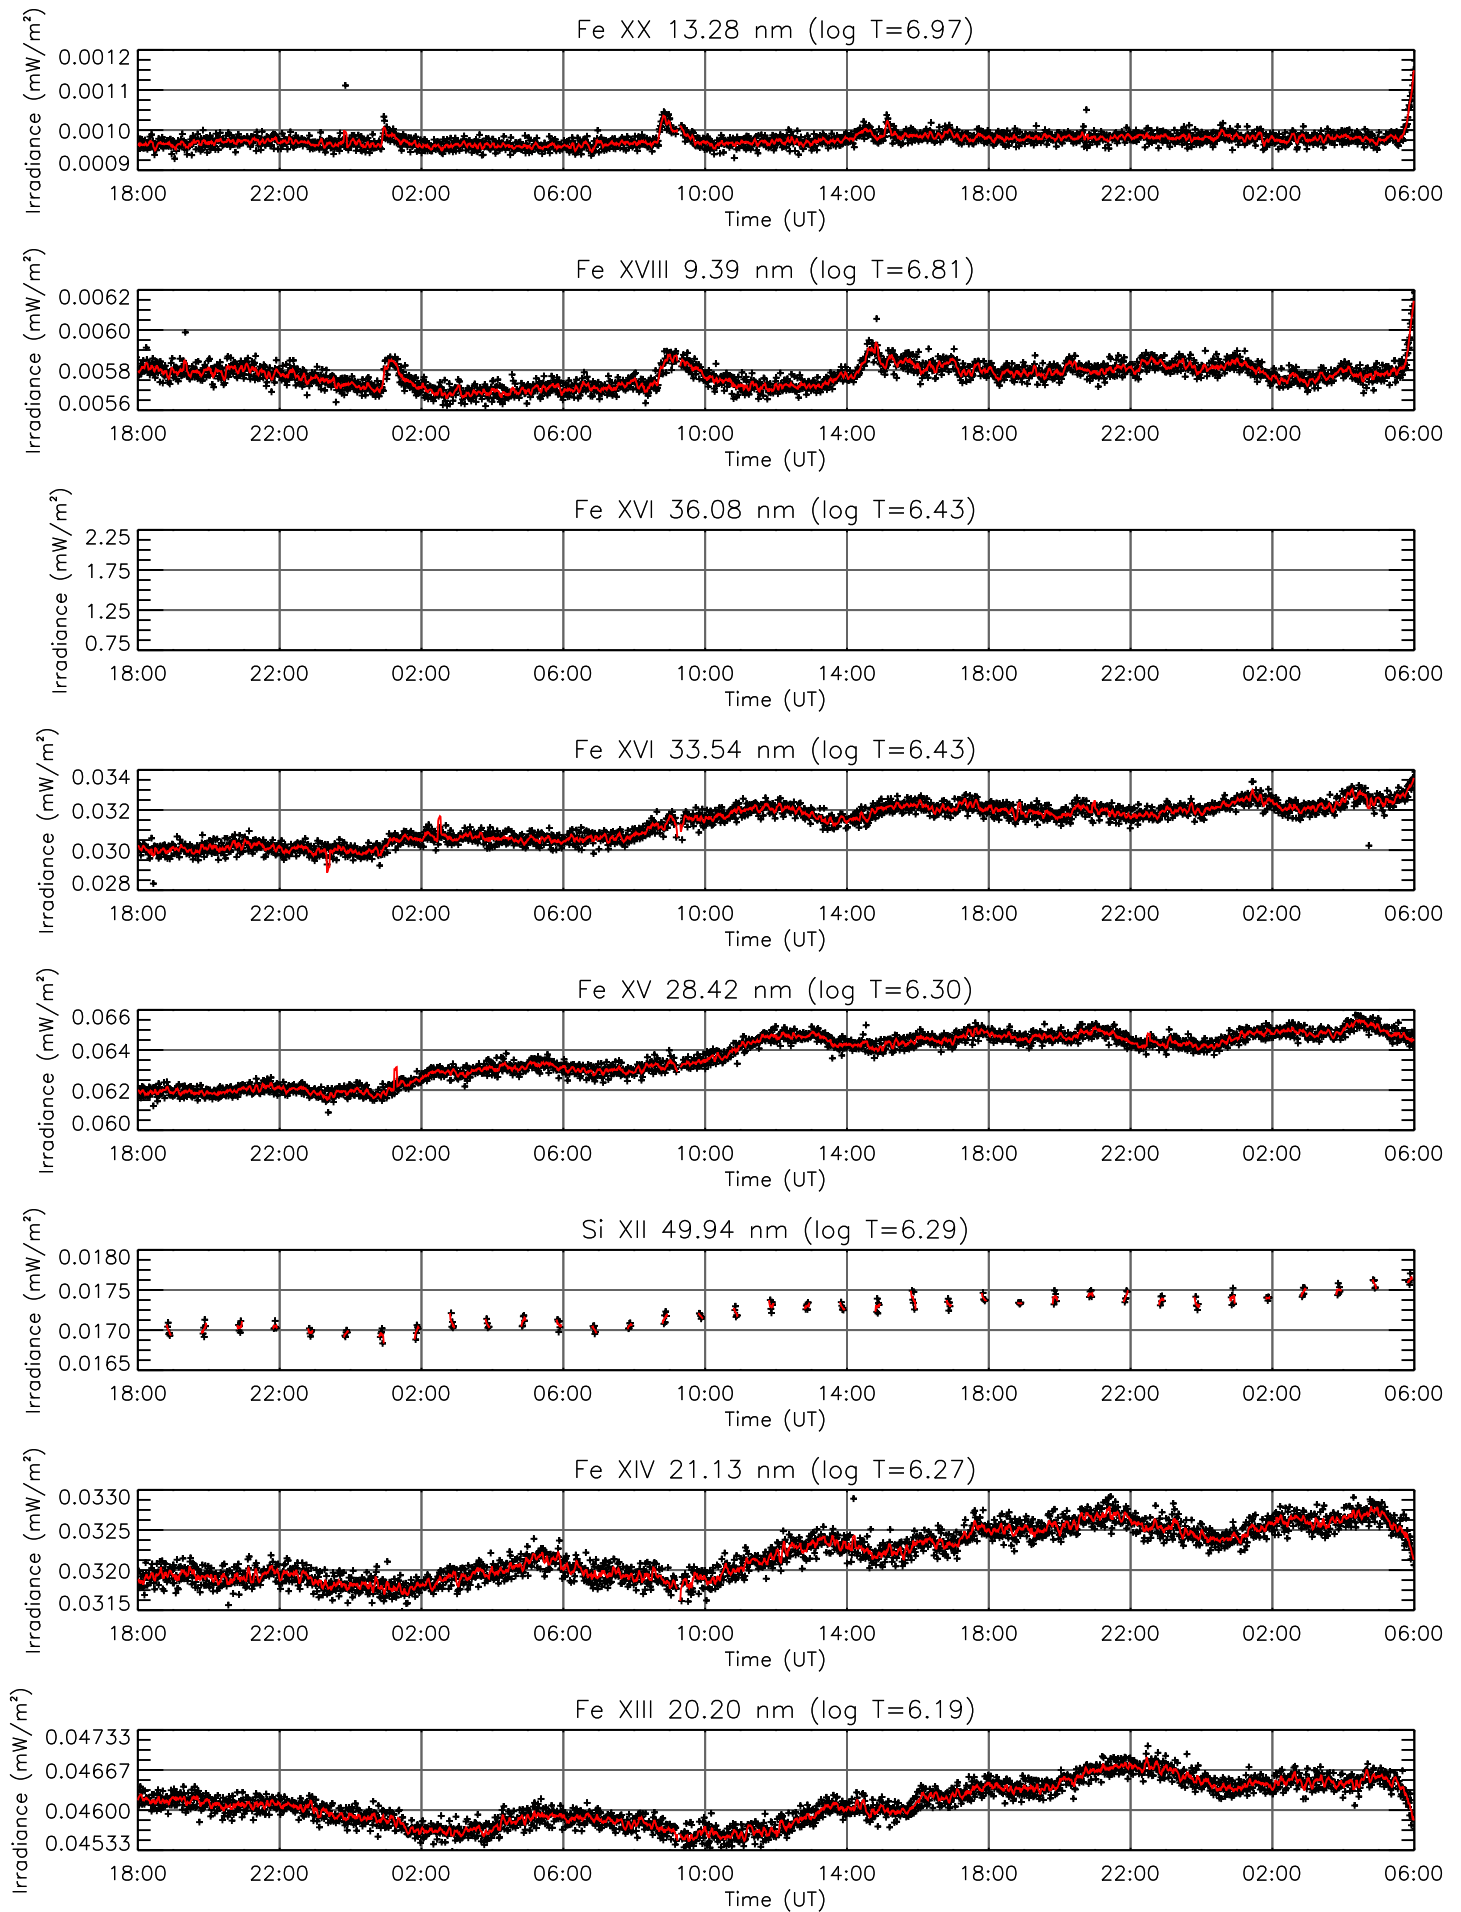 Fe XX 13.28 nm (log T=6.97)
Irradiance (mW/m²)
0.0012
0.0011
0.0010
0.0009
18:00 22:00 02:00 06:00 10:00 14:00 18:00 22:00 02:00 06:00
Time (UT)
Fe XVIII 9.39 nm (log T=6.81)
Irradiance (mW/m²)
0.0062
0.0060
0.0058
0.0056
18:00 22:00 02:00 06:00 10:00 14:00 18:00 22:00 02:00 06:00
Time (UT)
Fe XVI 36.08 nm (log T=6.43)
Irradiance (mW/m²)
2.25
1.75
1.25
0.75
18:00 22:00 02:00 06:00 10:00 14:00 18:00 22:00 02:00 06:00
Time (UT)
Fe XVI 33.54 nm (log T=6.43)
Irradiance (mW/m²)
0.034
0.032
0.030
0.028
18:00 22:00 02:00 06:00 10:00 14:00 18:00 22:00 02:00 06:00
Time (UT)
Fe XV 28.42 nm (log T=6.30)
Irradiance (mW/m²)
0.066
0.064
0.062
0.060
18:00 22:00 02:00 06:00 10:00 14:00 18:00 22:00 02:00 06:00
Time (UT)
Si XII 49.94 nm (log T=6.29)
Irradiance (mW/m²)
0.0180
0.0175
0.0170
0.0165
18:00 22:00 02:00 06:00 10:00 14:00 18:00 22:00 02:00 06:00
Time (UT)
Fe XIV 21.13 nm (log T=6.27)
Irradiance (mW/m²)
0.0330
0.0325
0.0320
0.0315
18:00 22:00 02:00 06:00 10:00 14:00 18:00 22:00 02:00 06:00
Time (UT)
Fe XIII 20.20 nm (log T=6.19)
Irradiance (mW/m²)
0.04733
0.04667
0.04600
0.04533
18:00 22:00 02:00 06:00 10:00 14:00 18:00 22:00 02:00 06:00
Time (UT)